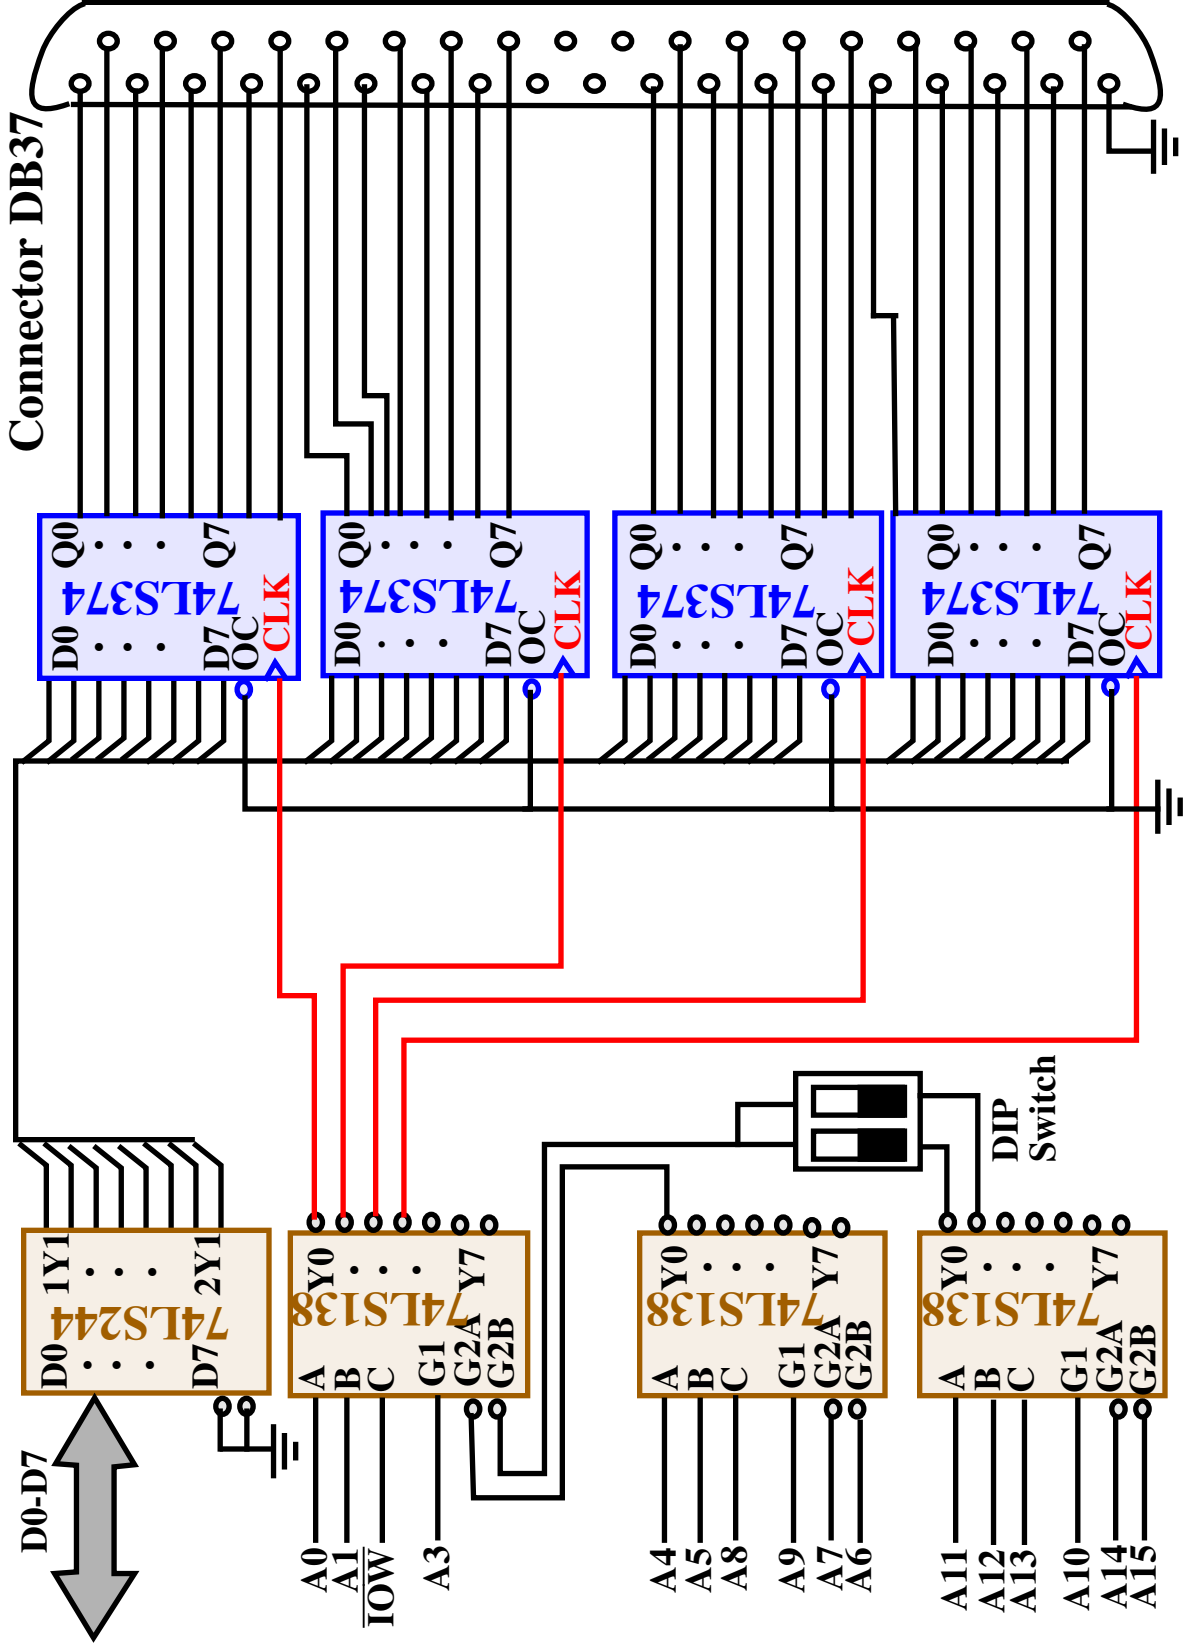 Connector DB37
Q0
Q7
74LS374
D0
D7
OC
CLK
Q0
Q7
74LS374
D0
D7
OC
CLK
Q0
Q7
74LS374
D0
D7
OC
CLK
Q0
Q7
74LS374
D0
D7
OC
CLK
DIP
Switch
1Y1
2Y1
74LS244
D0
D7
D0-D7
Y0
Y7
74LS138
A
B
C
G1
G2A
G2B
A0
A1
IOW
A3
Y0
Y7
74LS138
A
B
C
G1
G2A
G2B
A4
A5
A8
A9
A7
A6
Y0
Y7
74LS138
A
B
C
G1
G2A
G2B
A11
A12
A13
A10
A14
A15